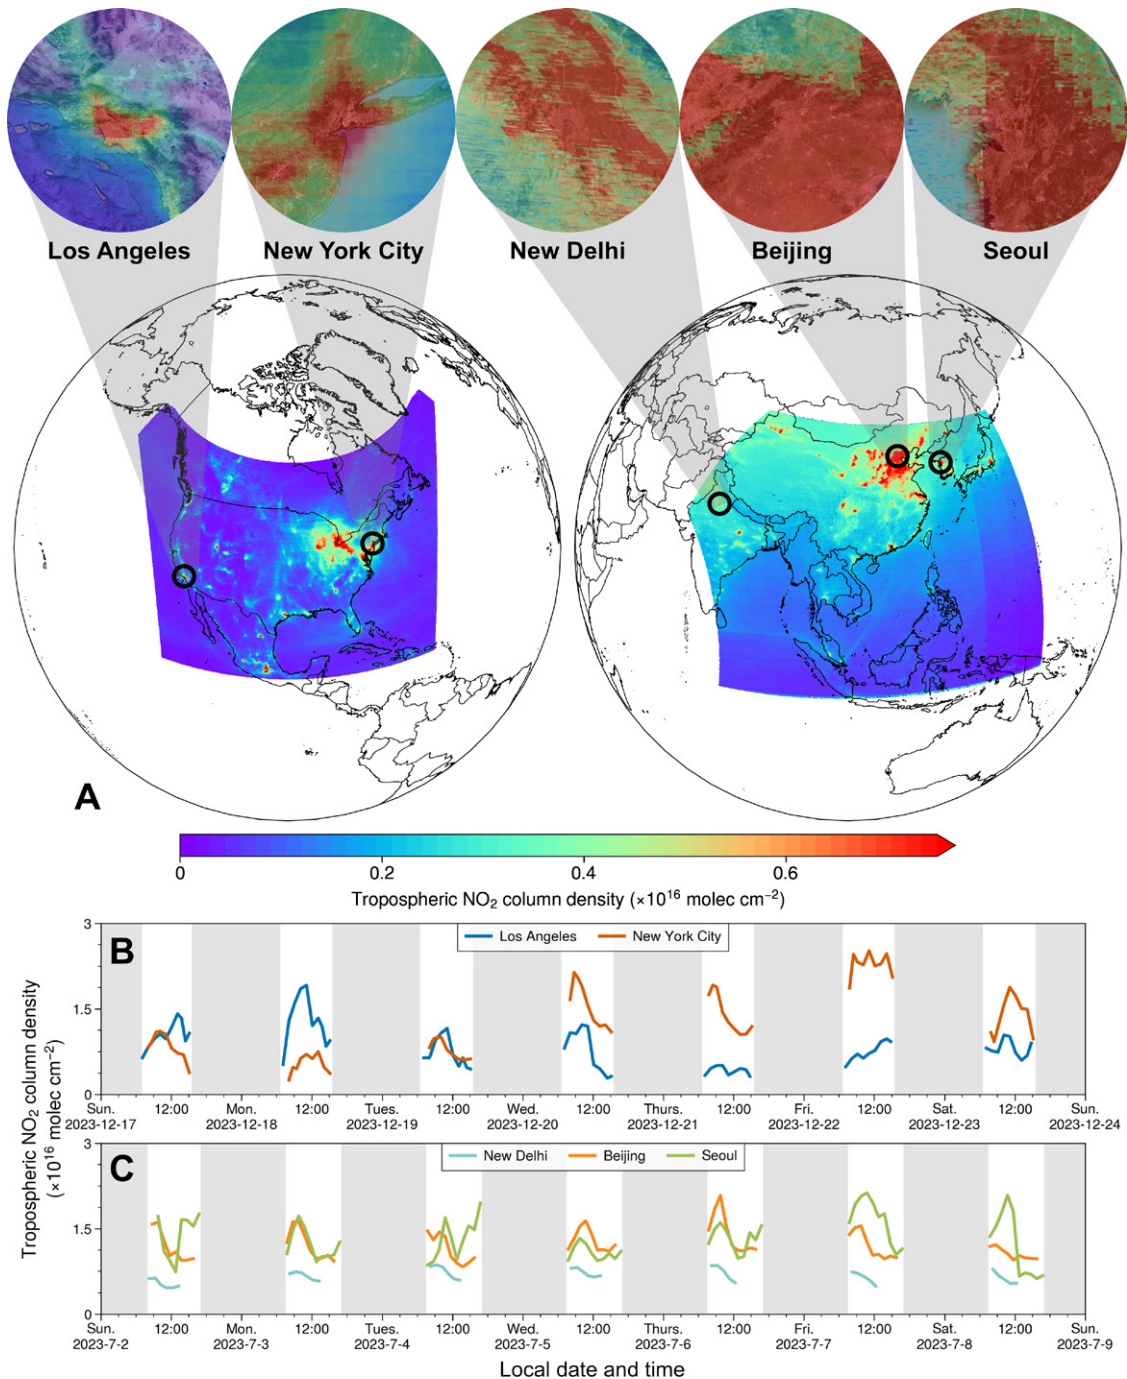 Los Angeles
New York City
New Delhi
Beijing
Seoul
A
0 0.2 0.4 0.6
Tropospheric NO₂ column density (×10¹⁶ molec cm⁻²)
Tropospheric NO₂ column density
(×10¹⁶ molec cm⁻²)
B
Los Angeles New York City
3
1.5
0
Sun. 12:00 Mon. 12:00 Tues. 12:00 Wed. 12:00 Thurs. 12:00 Fri. 12:00 Sat. 12:00 Sun.
2023-12-17 2023-12-18 2023-12-19 2023-12-20 2023-12-21 2023-12-22 2023-12-23 2023-12-24
C
New Delhi Beijing Seoul
3
1.5
0
Sun. 12:00 Mon. 12:00 Tues. 12:00 Wed. 12:00 Thurs. 12:00 Fri. 12:00 Sat. 12:00 Sun.
2023-7-2 2023-7-3 2023-7-4 2023-7-5 2023-7-6 2023-7-7 2023-7-8 2023-7-9
Local date and time